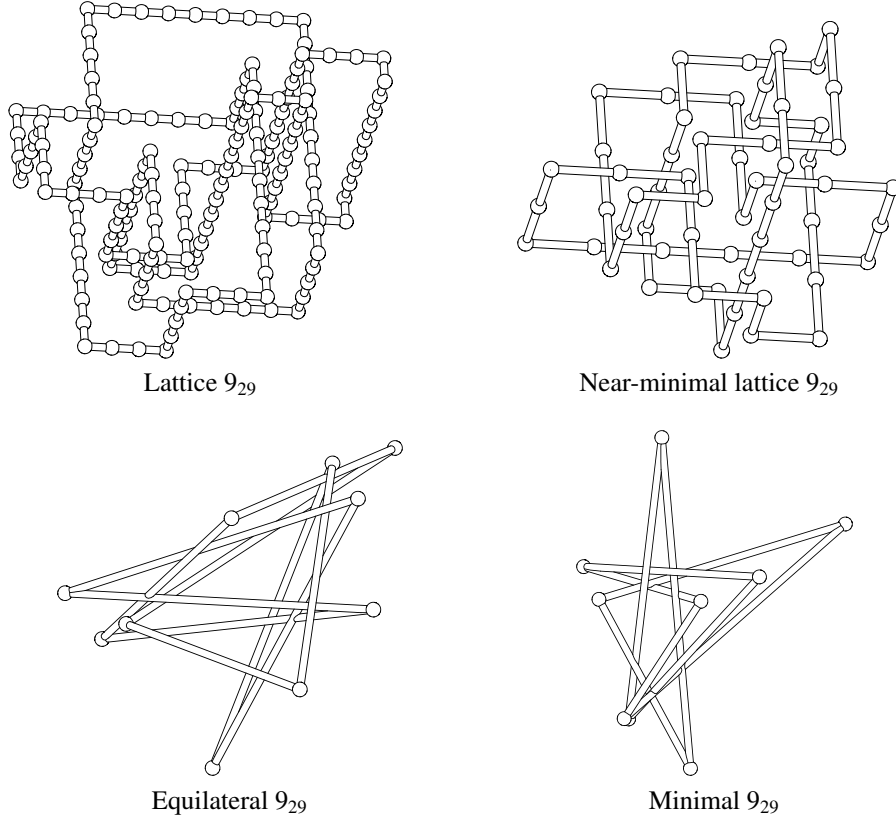 Lattice 9₂₉
Near-minimal lattice 9₂₉
Equilateral 9₂₉
Minimal 9₂₉